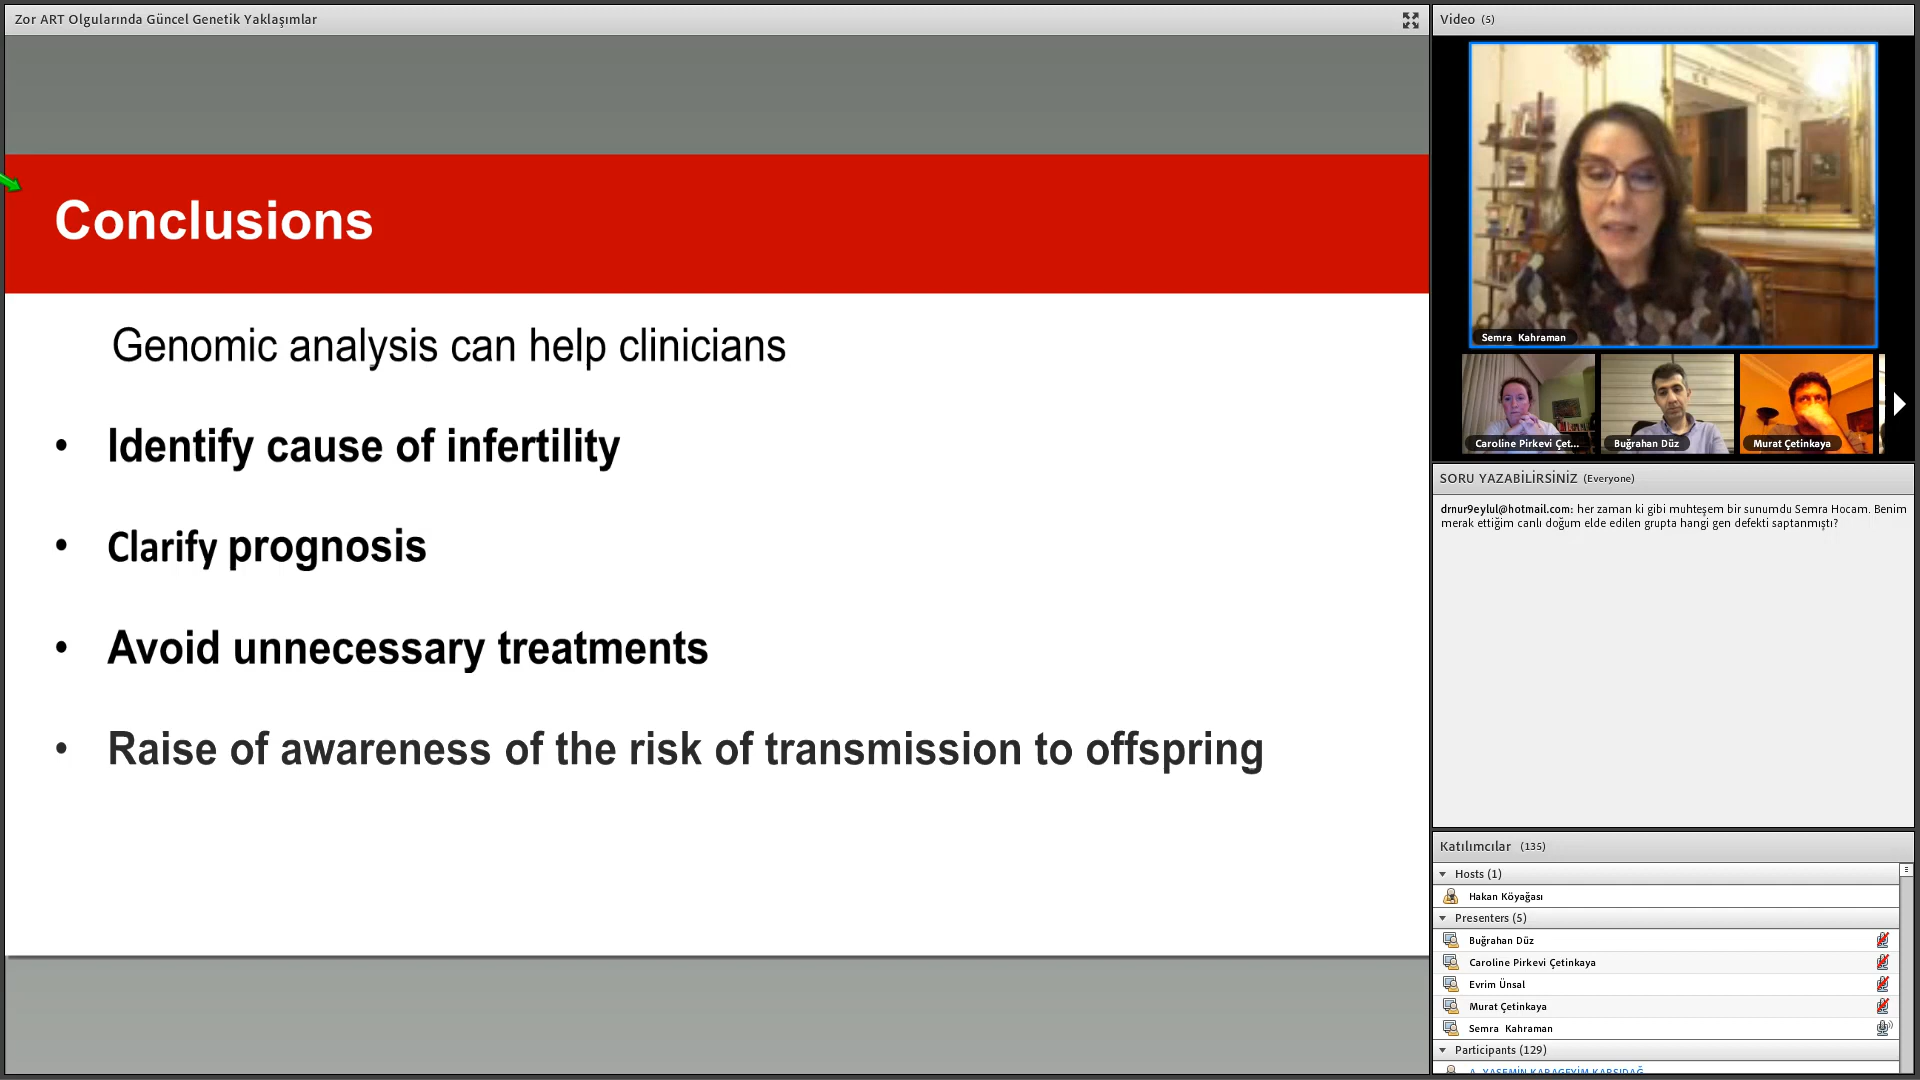 Zor ART Olgularında Güncel Genetik Yaklaşımlar
Conclusions
Genomic analysis can help clinicians
• Identify cause of infertility
• Clarify prognosis
• Avoid unnecessary treatments
• Raise of awareness of the risk of transmission to offspring
Video (5)
Semra Kahraman
Caroline Pirkevi Çet...
Buğrahan Düz
Murat Çetinkaya
SORU YAZABİLİRSİNİZ (Everyone)
drnur9eylul@hotmail.com: her zaman ki gibi muhteşem bir sunumdu Semra Hocam. Benim
merak ettiğim canlı doğum elde edilen grupta hangi gen defekti saptanmıştı?
Katılımcılar (135)
Hosts (1)
Hakan Köyağası
Presenters (5)
Buğrahan Düz
Caroline Pirkevi Çetinkaya
Evrim Ünsal
Murat Çetinkaya
Semra Kahraman
Participants (129)